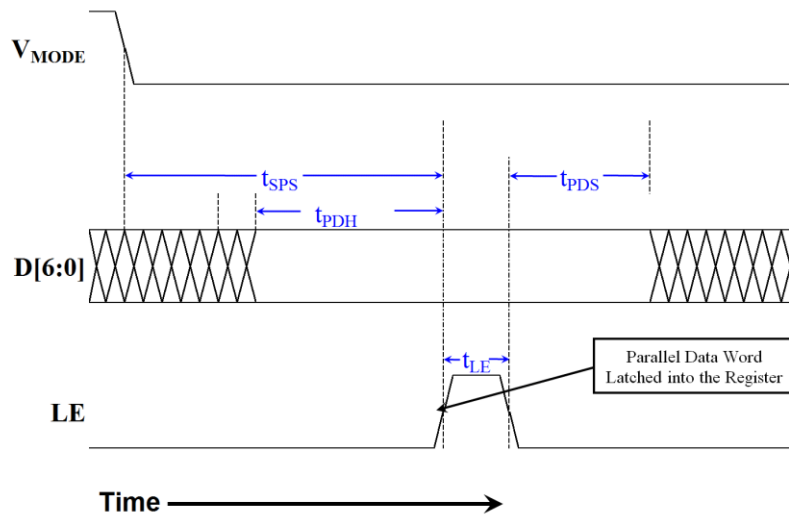 VMODE
tSPS
tPDS
tPDH
D[6:0]
tLE
Parallel Data Word
Latched into the Register
LE
Time